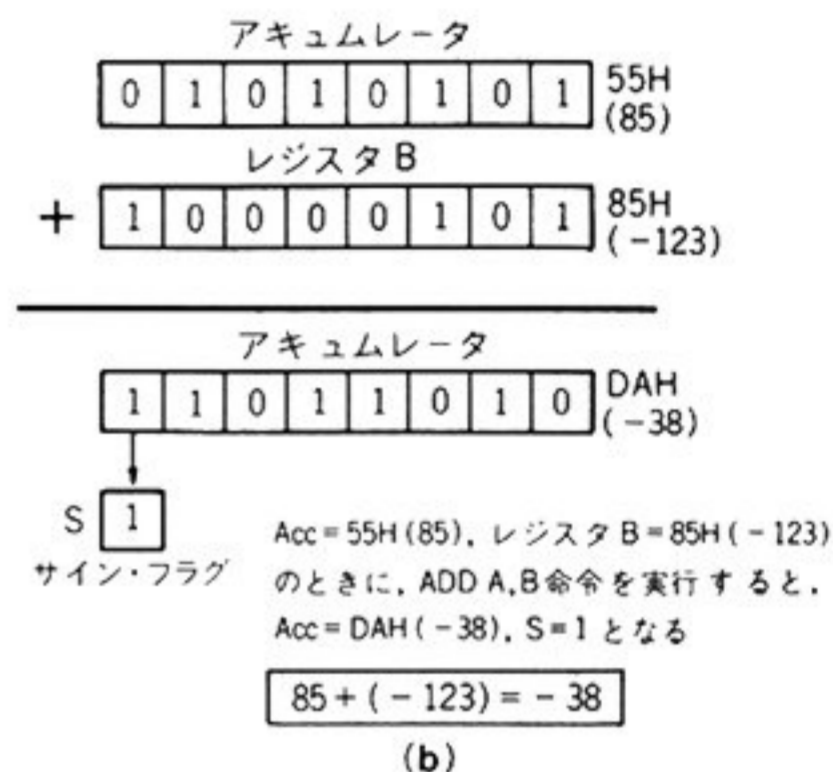 アキュムレータ
0 1 0 1 0 1 0 1 55H
(85)
レジスタB
+ 1 0 0 0 0 1 0 1 85H
(-123)
アキュムレータ
1 1 0 1 1 0 1 0 DAH
(-38)
S 1
サイン・フラグ
Acc=55H(85), レジスタB=85H(-123)
のときに, ADD A,B命令を実行すると,
Acc=DAH(-38), S=1となる
85+(-123)=-38
(b)